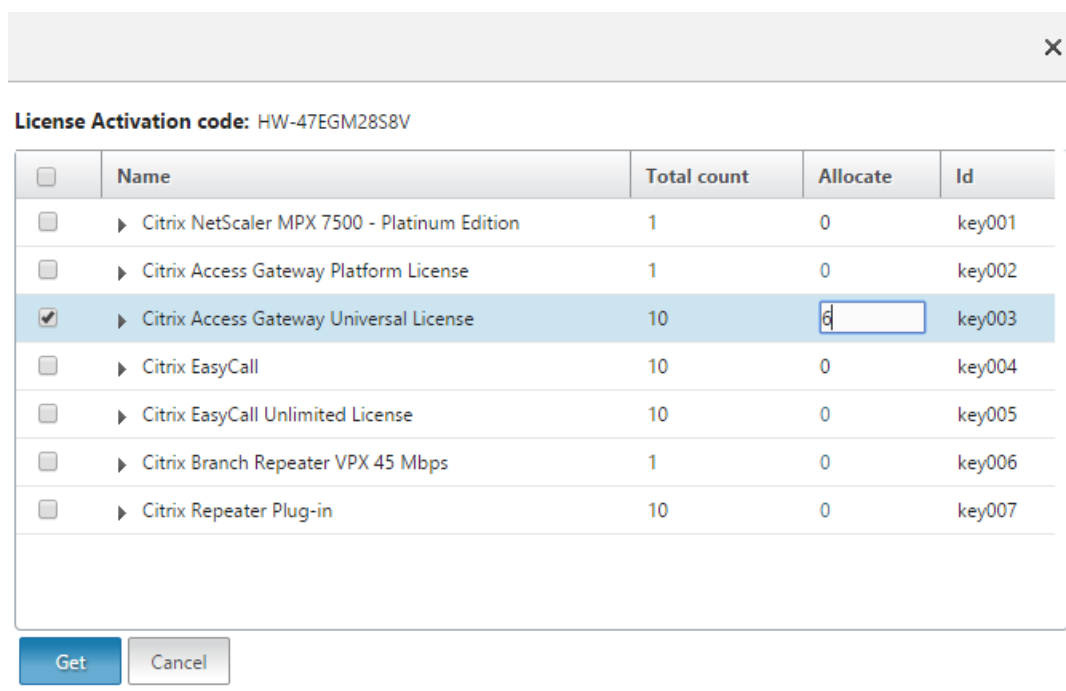 License Activation code: HW-47EGM28S8V
Name Total count Allocate Id
Citrix NetScaler MPX 7500 - Platinum Edition 1 0 key001
Citrix Access Gateway Platform License 1 0 key002
Citrix Access Gateway Universal License 10 6 key003
Citrix EasyCall 10 0 key004
Citrix EasyCall Unlimited License 10 0 key005
Citrix Branch Repeater VPX 45 Mbps 1 0 key006
Citrix Repeater Plug-in 10 0 key007
Get Cancel